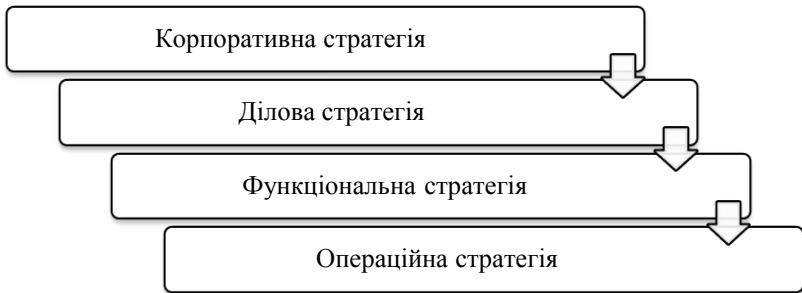 Корпоративна стратегія
Ділова стратегія
Функціональна стратегія
Операційна стратегія